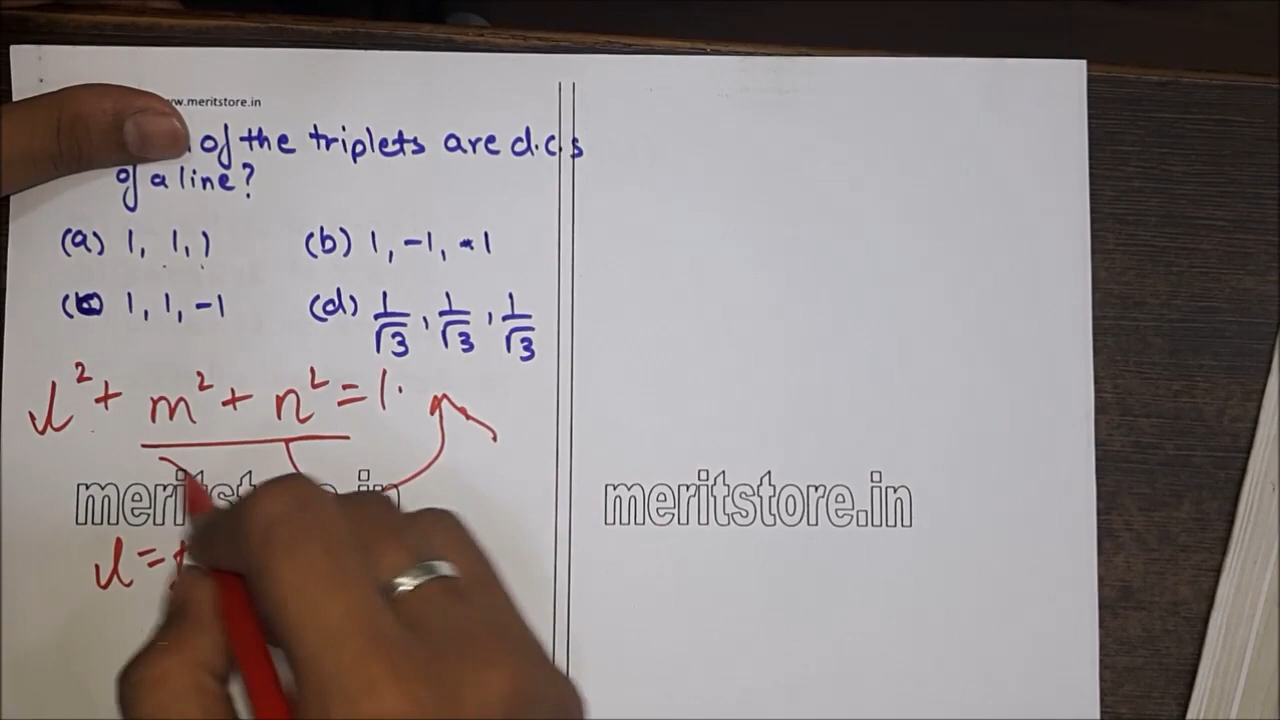 www.meritstore.in
of the triplets are d.c,s
of a line?
(a) 1, 1, 1 (b) 1, -1, -1
(c) 1, 1, -1 (d) 1/√3, 1/√3, 1/√3
l² + m² + n² = 1.
meritstore.in meritstore.in
l =